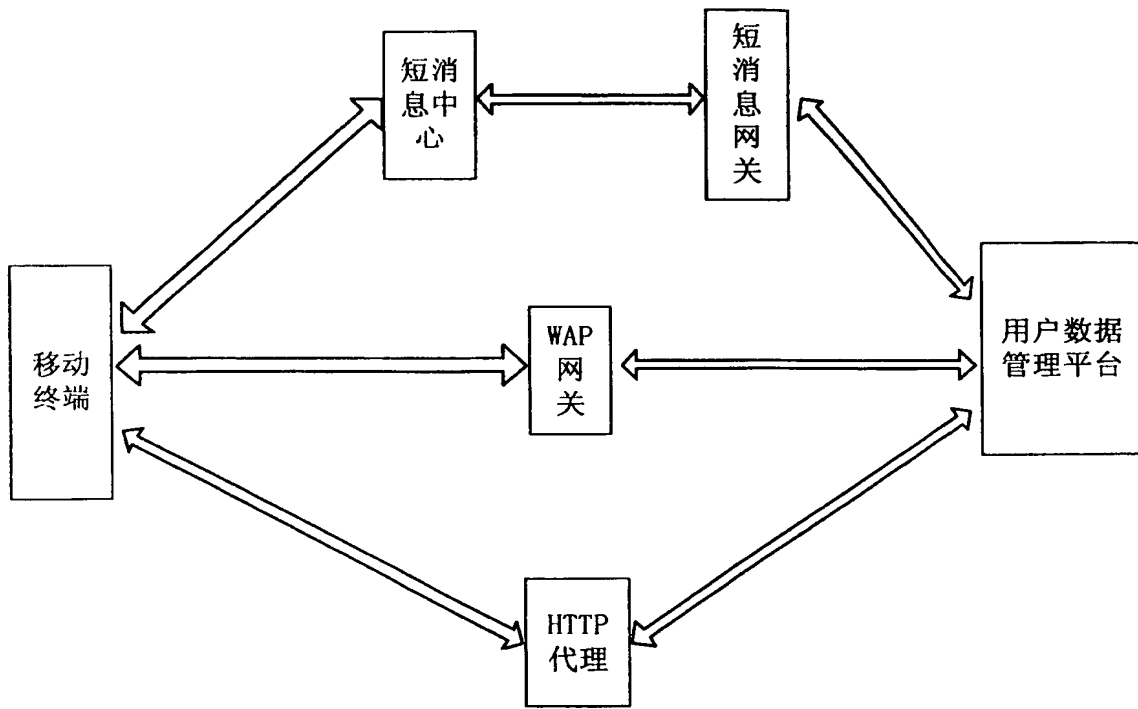 短消
息中
心
短
消
息
网
关
移动
终端
WAP
网
关
用户数据
管理平台
HTTP
代理